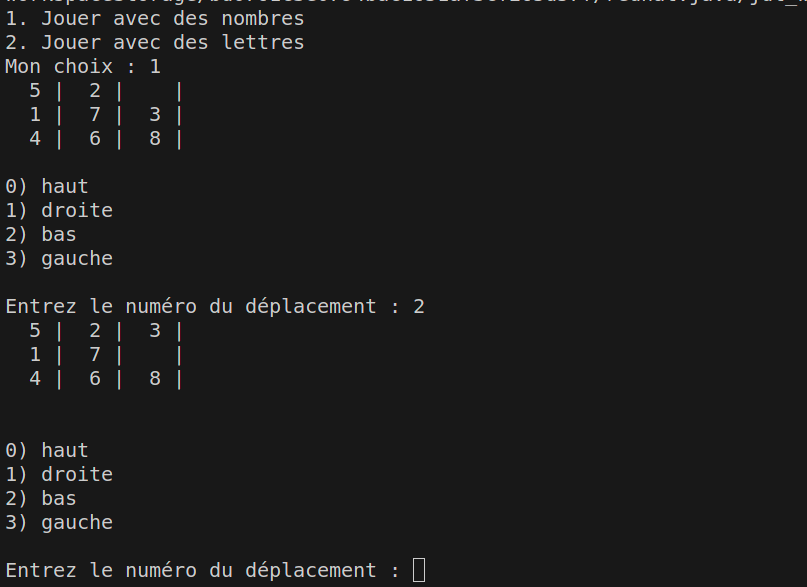 1. Jouer avec des nombres
2. Jouer avec des lettres
Mon choix : 1
5 | 2 | |
1 | 7 | 3 |
4 | 6 | 8 |
0) haut
1) droite
2) bas
3) gauche
Entrez le numéro du déplacement : 2
5 | 2 | 3 |
1 | 7 | |
4 | 6 | 8 |
0) haut
1) droite
2) bas
3) gauche
Entrez le numéro du déplacement :